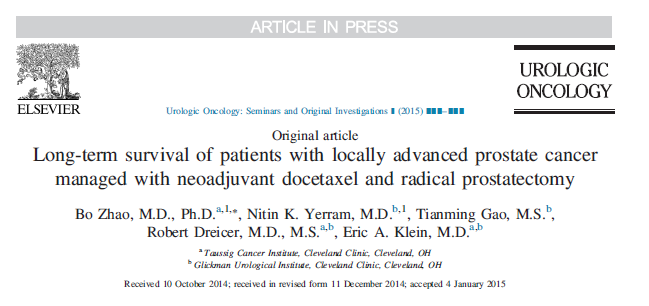 ARTICLE IN PRESS
ELSEVIER
UROLOGIC
ONCOLOGY
Urologic Oncology: Seminars and Original Investigations ▮ (2015) ▮▮▮–▮▮▮
Original article
Long-term survival of patients with locally advanced prostate cancer
managed with neoadjuvant docetaxel and radical prostatectomy
Bo Zhao, M.D., Ph.D.a,1,*, Nitin K. Yerram, M.D.b,1, Tianming Gao, M.S.b,
Robert Dreicer, M.D., M.S.a,b, Eric A. Klein, M.D.a,b
a Taussig Cancer Institute, Cleveland Clinic, Cleveland, OH
b Glickman Urological Institute, Cleveland Clinic, Cleveland, OH
Received 10 October 2014; received in revised form 11 December 2014; accepted 4 January 2015